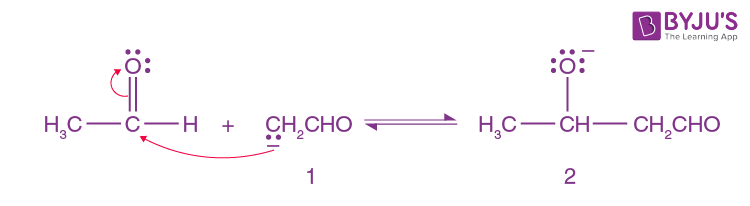 BYJU'S
The Learning App
O –
H₃C C H + CH₂CHO H₃C CH CH₂CHO
–
1 2